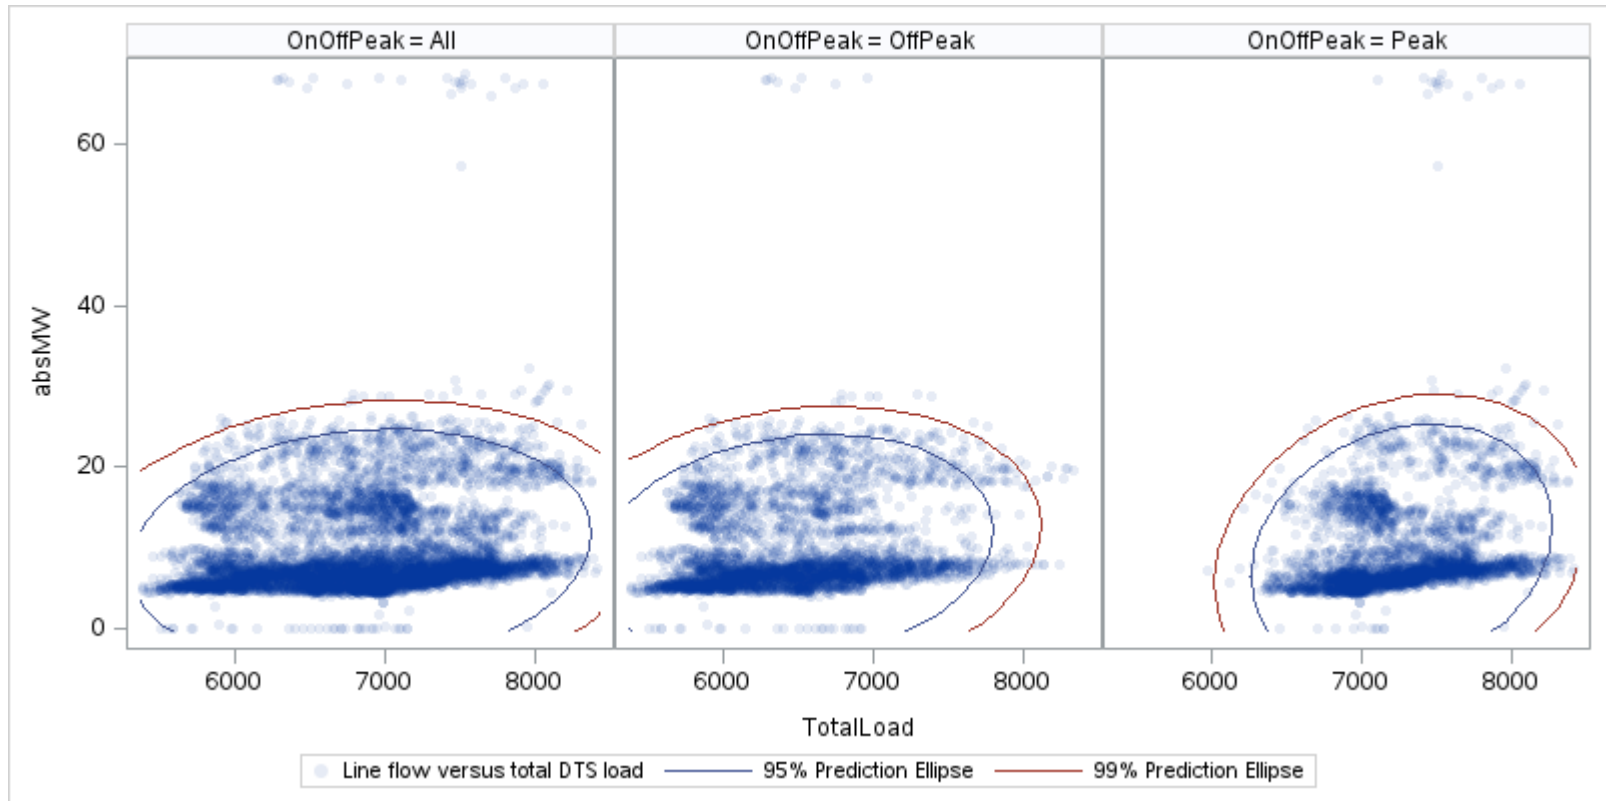 OnOffPeak = All
OnOffPeak = OffPeak
OnOffPeak = Peak
60
40
20
0
absMW
6000 7000 8000
6000 7000 8000
6000 7000 8000
TotalLoad
Line flow versus total DTS load
95% Prediction Ellipse
99% Prediction Ellipse